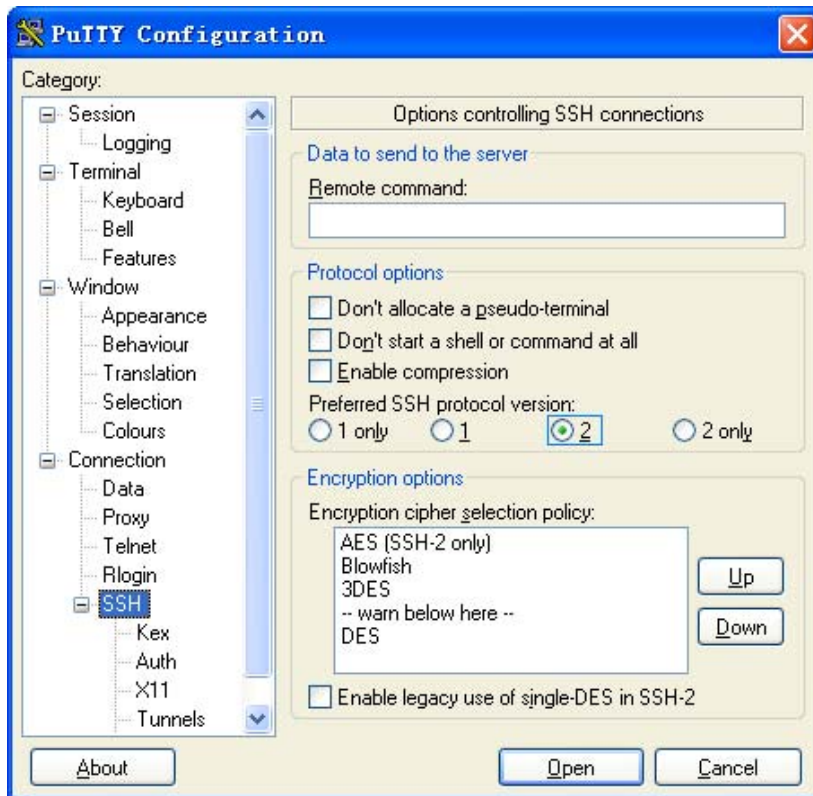 PuTTY Configuration
Category:
Session
Logging
Terminal
Keyboard
Bell
Features
Window
Appearance
Behaviour
Translation
Selection
Colours
Connection
Data
Proxy
Telnet
Rlogin
SSH
Kex
Auth
X11
Tunnels
Options controlling SSH connections
Data to send to the server
Remote command:
Protocol options
Don't allocate a pseudo-terminal
Don't start a shell or command at all
Enable compression
Preferred SSH protocol version:
1 only 1 2 2 only
Encryption options
Encryption cipher selection policy:
AES (SSH-2 only)
Blowfish
3DES
-- warn below here --
DES
Up
Down
Enable legacy use of single-DES in SSH-2
About Open Cancel